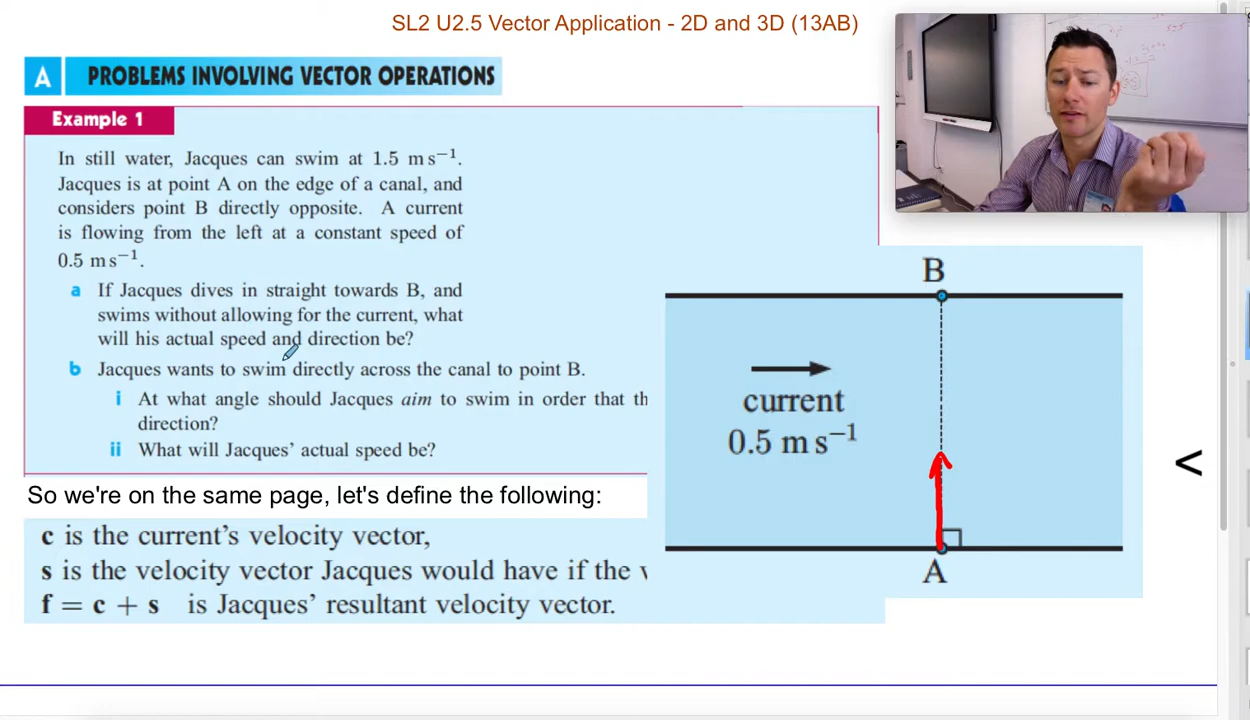 SL2 U2.5 Vector Application - 2D and 3D (13AB)
A PROBLEMS INVOLVING VECTOR OPERATIONS
Example 1
In still water, Jacques can swim at 1.5 m s⁻¹.
Jacques is at point A on the edge of a canal, and
considers point B directly opposite. A current
is flowing from the left at a constant speed of
0.5 m s⁻¹.
a If Jacques dives in straight towards B, and
swims without allowing for the current, what
will his actual speed and direction be?
b Jacques wants to swim directly across the canal to point B.
i At what angle should Jacques aim to swim in order that th
direction?
ii What will Jacques' actual speed be?
So we're on the same page, let's define the following:
c is the current's velocity vector,
s is the velocity vector Jacques would have if the
f = c + s is Jacques' resultant velocity vector.
B
current
0.5 m s⁻¹
A
<